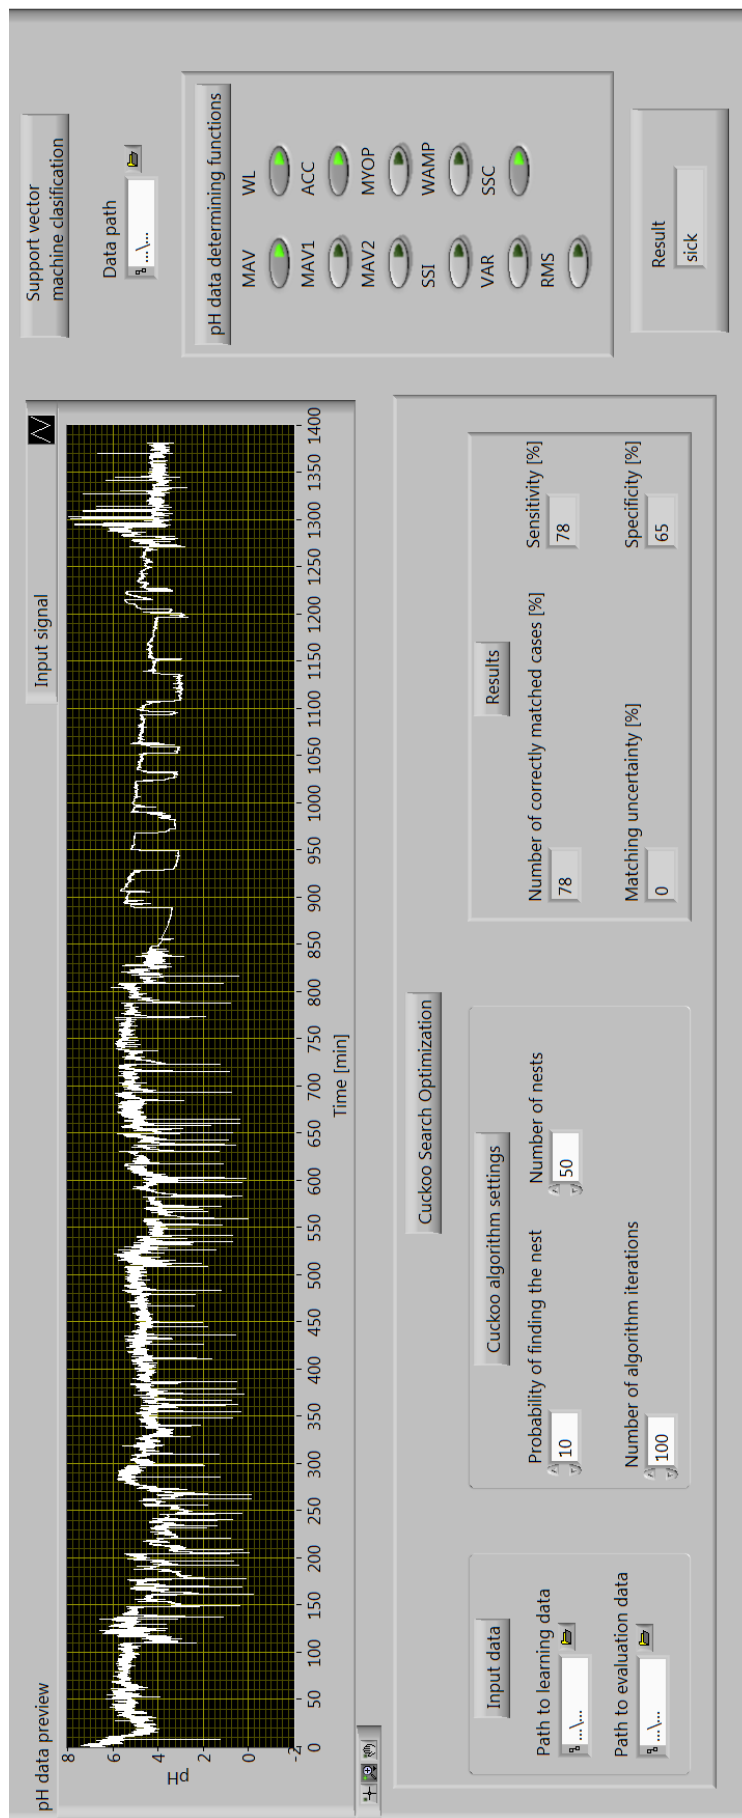 pH data preview
Input signal
pH
8
6
4
2
0
-2
0 50 100 150 200 250 300 350 400 450 500 550 600 650 700 750 800 850 900 950 1000 1050 1100 1150 1200 1250 1300 1350 1400
Time [min]
Support vector
machine clasification
Data path
...\...
pH data determining functions
MAV WL
MAV1 ACC
MAV2 MYOP
SSI WAMP
VAR SSC
RMS
Result
sick
Cuckoo Search Optimization
Input data
Path to learning data
...\...
Path to evaluation data
...\...
Cuckoo algorithm settings
Probability of finding the nest
10
Number of nests
50
Number of algorithm iterations
100
Results
Number of correctly matched cases [%]
78
Sensitivity [%]
78
Matching uncertainty [%]
0
Specificity [%]
65